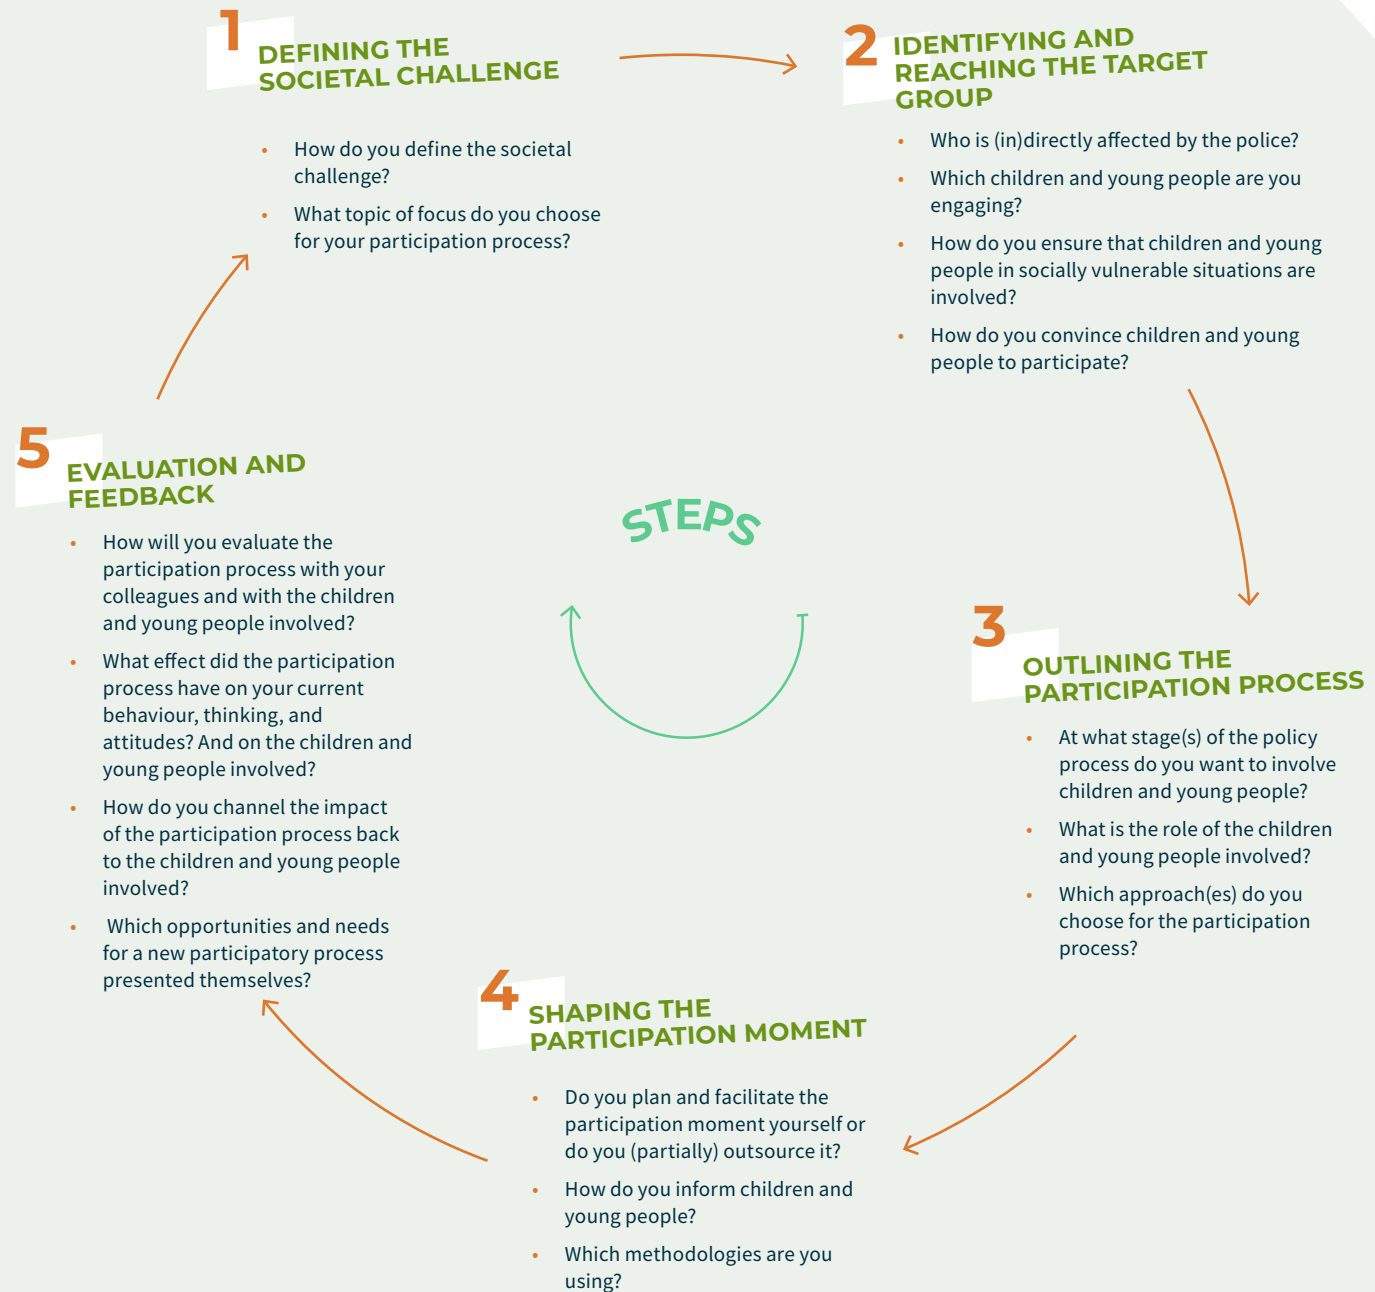 1
DEFINING THE
SOCIETAL CHALLENGE
• How do you define the societal
challenge?
• What topic of focus do you choose
for your participation process?
2
IDENTIFYING AND
REACHING THE TARGET
GROUP
• Who is (in)directly affected by the police?
• Which children and young people are you
engaging?
• How do you ensure that children and young
people in socially vulnerable situations are
involved?
• How do you convince children and young
people to participate?
STEPS
3
OUTLINING THE
PARTICIPATION PROCESS
• At what stage(s) of the policy
process do you want to involve
children and young people?
• What is the role of the children
and young people involved?
• Which approach(es) do you
choose for the participation
process?
4
SHAPING THE
PARTICIPATION MOMENT
• Do you plan and facilitate the
participation moment yourself or
do you (partially) outsource it?
• How do you inform children and
young people?
• Which methodologies are you
using?
5
EVALUATION AND
FEEDBACK
• How will you evaluate the
participation process with your
colleagues and with the children
and young people involved?
• What effect did the participation
process have on your current
behaviour, thinking, and
attitudes? And on the children and
young people involved?
• How do you channel the impact
of the participation process back
to the children and young people
involved?
• Which opportunities and needs
for a new participatory process
presented themselves?